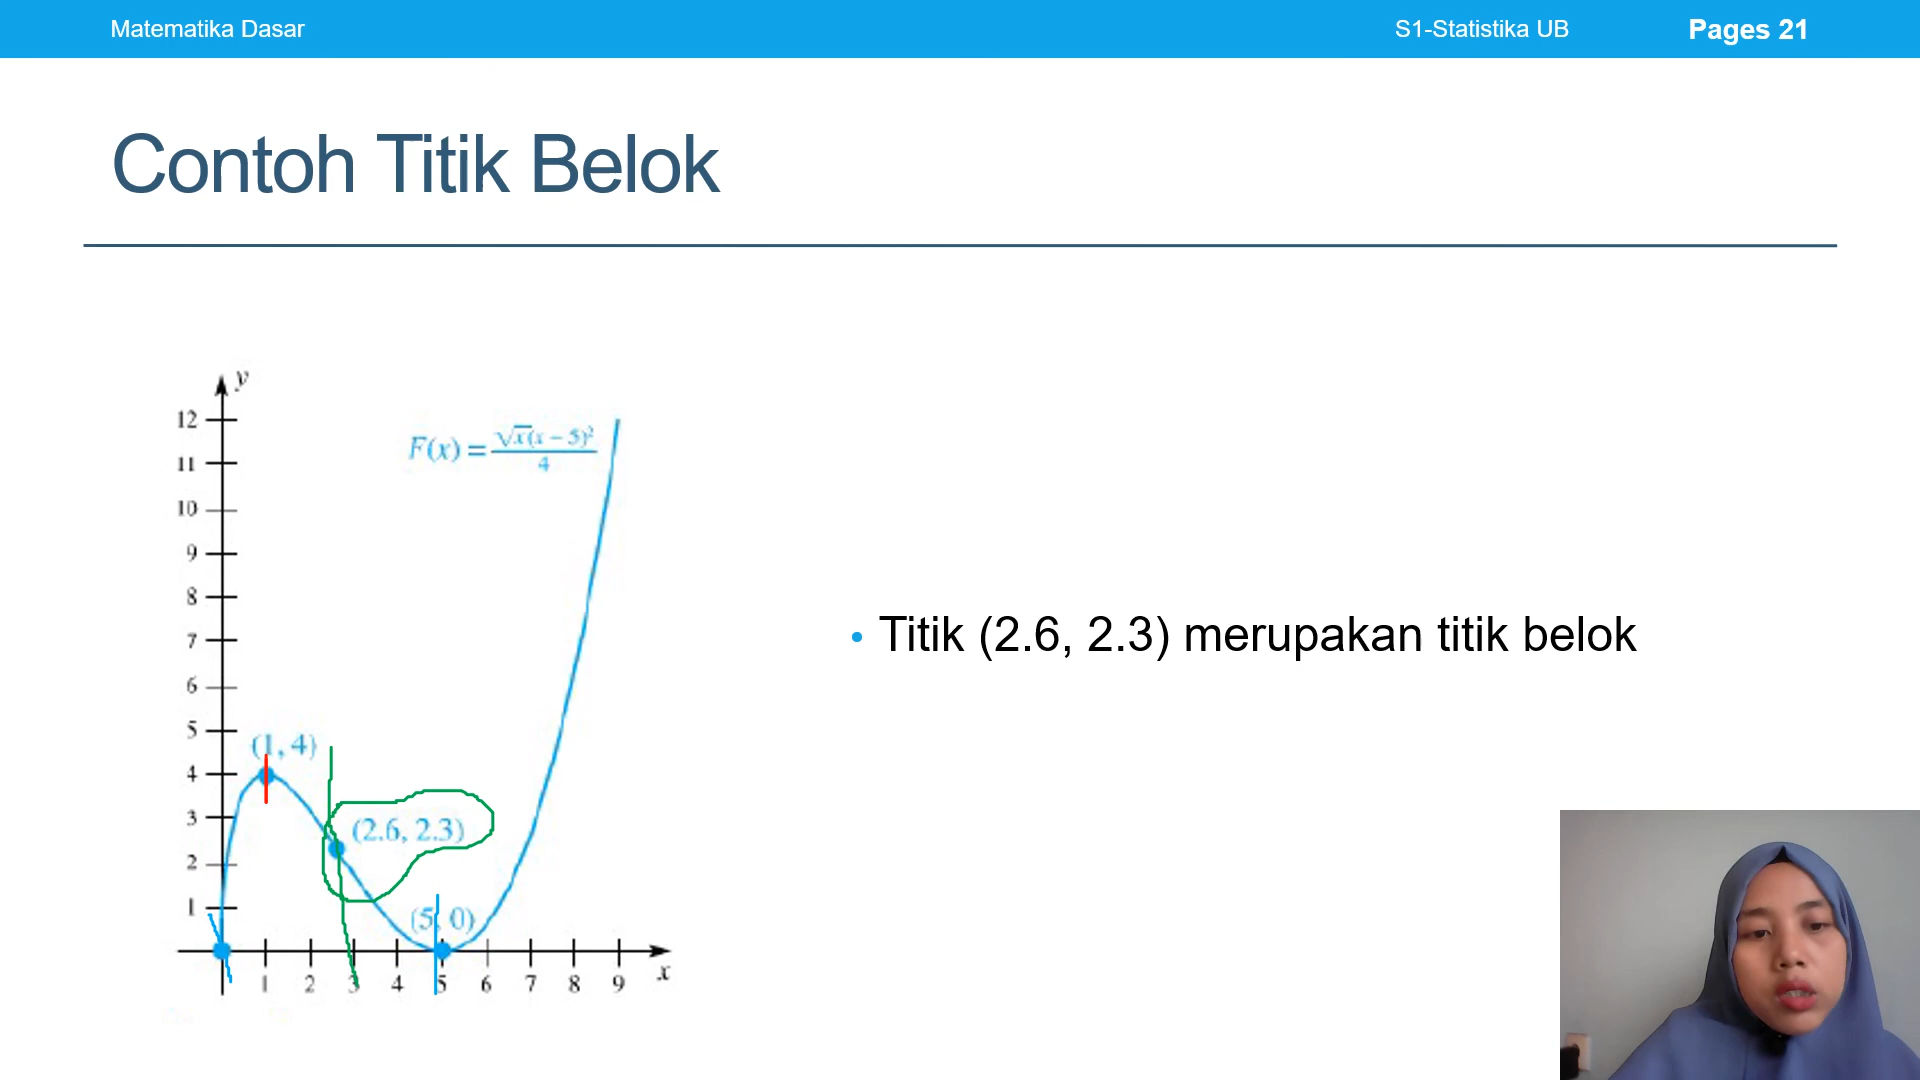 Matematika Dasar
S1-Statistika UB
Pages 21
Contoh Titik Belok
y
12
11
10
9
8
7
6
5
4
3
2
1
F(x) = √x(x − 5)²
4
(1, 4)
(2.6, 2.3)
(5, 0)
1 2 3 4 5 6 7 8 9
x
• Titik (2.6, 2.3) merupakan titik belok